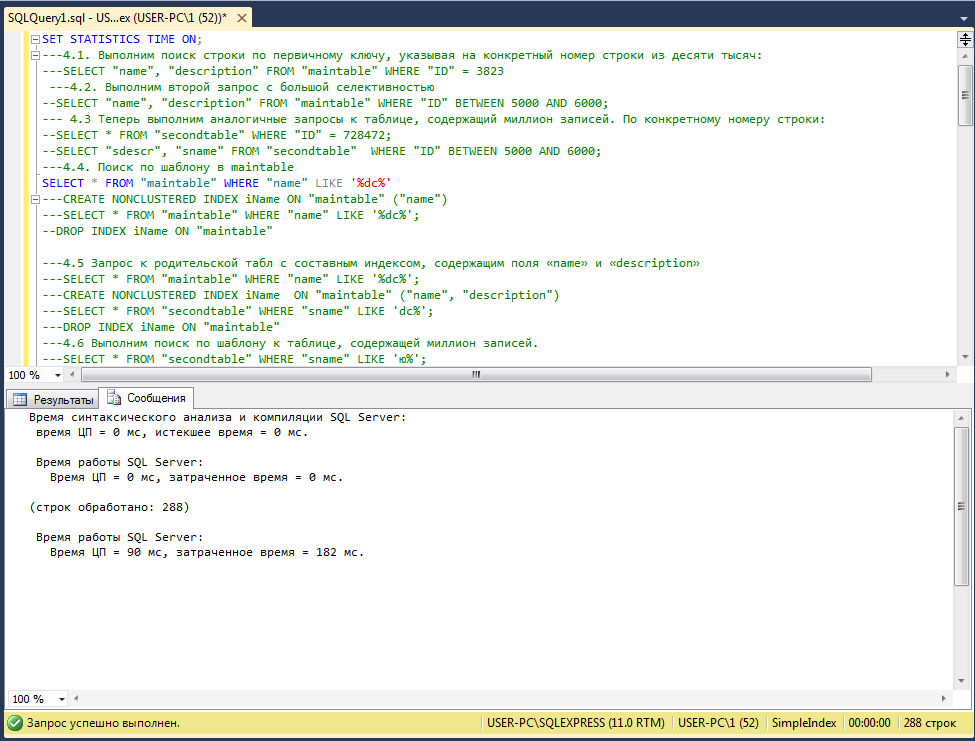 SQLQuery1.sql - US...ex (USER-PC\1 (52))*
SET STATISTICS TIME ON;
---4.1. Выполним поиск строки по первичному ключу, указывая на конкретный номер строки из десяти тысяч:
---SELECT "name", "description" FROM "maintable" WHERE "ID" = 3823
---4.2. Выполним второй запрос с большой селективностью
--SELECT "name", "description" FROM "maintable" WHERE "ID" BETWEEN 5000 AND 6000;
--- 4.3 Теперь выполним аналогичные запросы к таблице, содержащий миллион записей. По конкретному номеру строки:
--SELECT * FROM "secondtable" WHERE "ID" = 728472;
--SELECT "sdescr", "sname" FROM "secondtable"  WHERE "ID" BETWEEN 5000 AND 6000;
---4.4. Поиск по шаблону в maintable
SELECT * FROM "maintable" WHERE "name" LIKE '%dc%'
---CREATE NONCLUSTERED INDEX iName ON "maintable" ("name")
---SELECT * FROM "maintable" WHERE "name" LIKE '%dc%';
--DROP INDEX iName ON "maintable"
---4.5 Запрос к родительской табл с составным индексом, содержащим поля «name» и «description»
---SELECT * FROM "maintable" WHERE "name" LIKE '%dc%';
---CREATE NONCLUSTERED INDEX iName  ON "maintable" ("name", "description")
---SELECT * FROM "secondtable" WHERE "sname" LIKE 'dc%';
---DROP INDEX iName ON "maintable"
---4.6 Выполним поиск по шаблону к таблице, содержащей миллион записей.
---SELECT * FROM "secondtable" WHERE "sname" LIKE 'ю%';
100 %
Результаты Сообщения
Время синтаксического анализа и компиляции SQL Server:
время ЦП = 0 мс, истекшее время = 0 мс.
Время работы SQL Server:
Время ЦП = 0 мс, затраченное время = 0 мс.
(строк обработано: 288)
Время работы SQL Server:
Время ЦП = 90 мс, затраченное время = 182 мс.
100 %
Запрос успешно выполнен. USER-PC\SQLEXPRESS (11.0 RTM) USER-PC\1 (52) SimpleIndex 00:00:00 288 строк